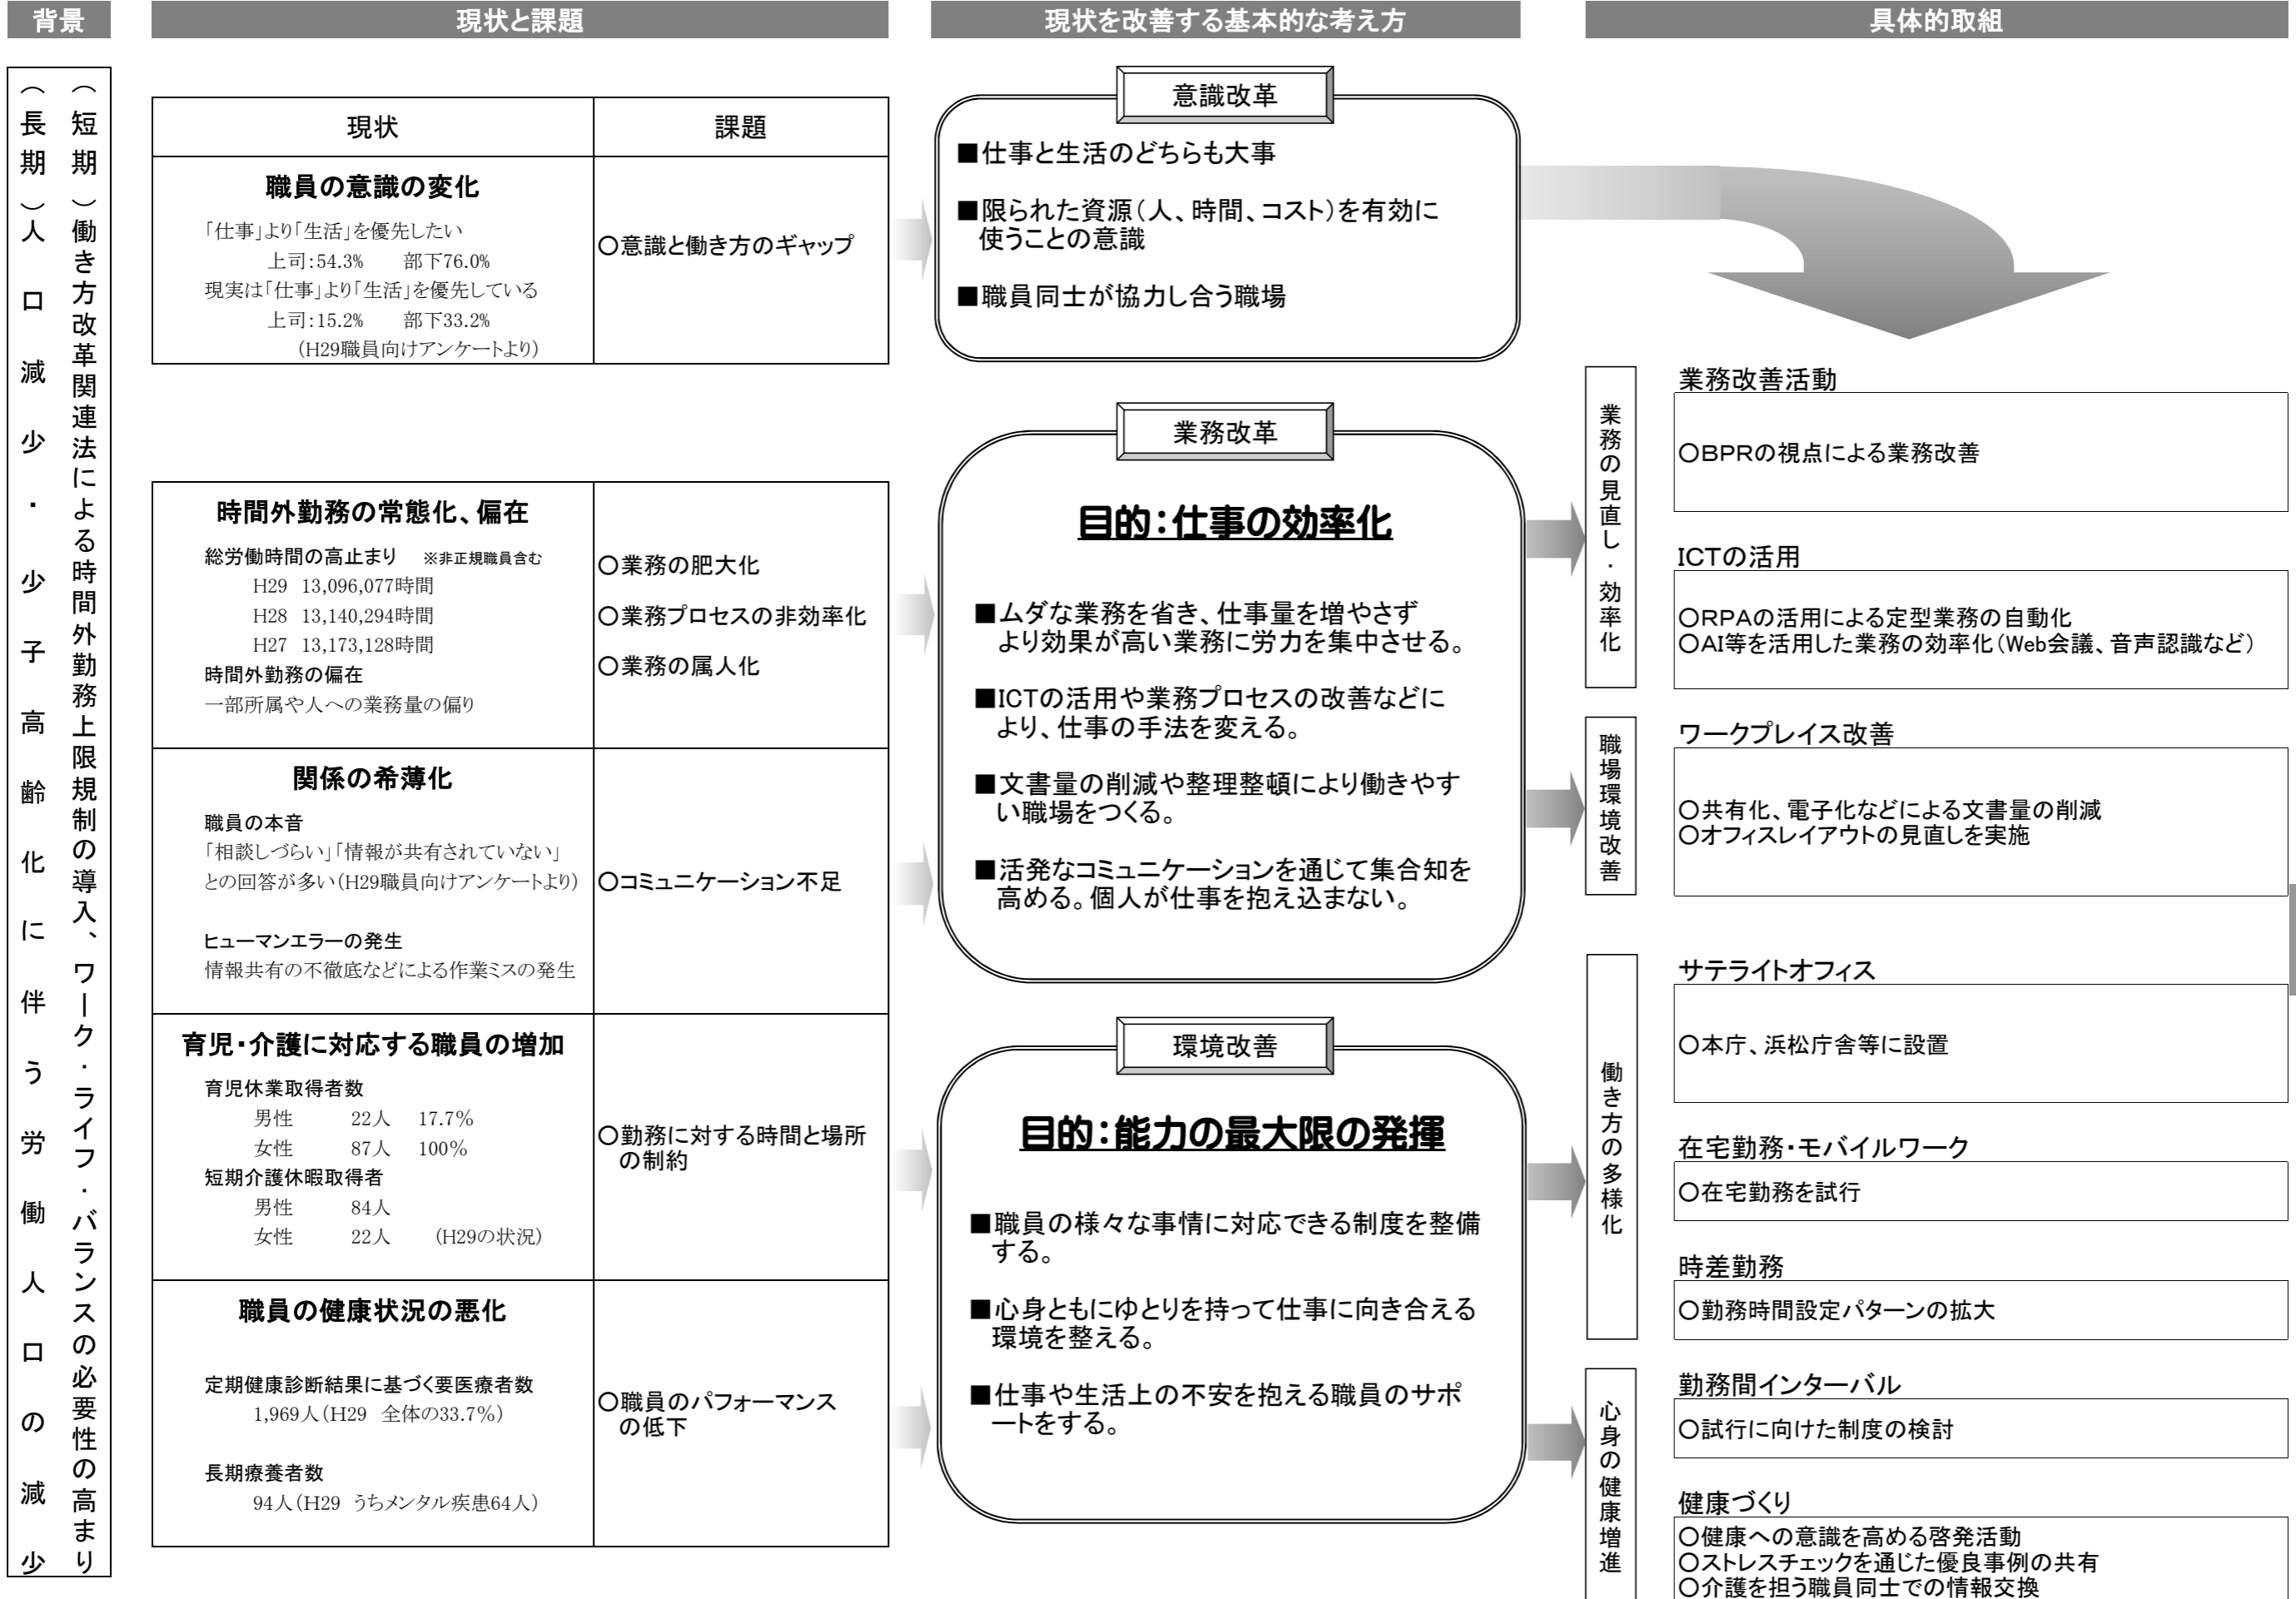 背景
現状と課題
現状を改善する基本的な考え方
具体的取組
（短期）働き方改革関連法による時間外勤務上限規制の導入、ワーク・ライフ・バランスの必要性の高まり
（長期）人口減少・少子高齢化に伴う労働人口の減少
現状
課題
職員の意識の変化
「仕事」より「生活」を優先したい
上司：54.3%　部下76.0%
現実は「仕事」より「生活」を優先している
上司：15.2%　部下33.2%
（H29職員向けアンケートより）
○意識と働き方のギャップ
時間外勤務の常態化、偏在
総労働時間の高止まり　※非正規職員含む
H29　13,096,077時間
H28　13,140,294時間
H27　13,173,128時間
時間外勤務の偏在
一部所属や人への業務量の偏り
○業務の肥大化
○業務プロセスの非効率化
○業務の属人化
関係の希薄化
職員の本音
「相談しづらい」「情報が共有されていない」
との回答が多い（H29職員向けアンケートより）
ヒューマンエラーの発生
情報共有の不徹底などによる作業ミスの発生
○コミュニケーション不足
育児・介護に対応する職員の増加
育児休業取得者数
男性　22人　17.7％
女性　87人　100％
短期介護休暇取得者
男性　84人
女性　22人　（H29の状況）
○勤務に対する時間と場所
の制約
職員の健康状況の悪化
定期健康診断結果に基づく要医療者数
1,969人（H29　全体の33.7％）
長期療養者数
94人（H29　うちメンタル疾患64人）
○職員のパフォーマンス
の低下
意識改革
■仕事と生活のどちらも大事
■限られた資源（人、時間、コスト）を有効に
使うことの意識
■職員同士が協力し合う職場
業務改革
目的：仕事の効率化
■ムダな業務を省き、仕事量を増やさず
より効果が高い業務に労力を集中させる。
■ICTの活用や業務プロセスの改善などに
より、仕事の手法を変える。
■文書量の削減や整理整頓により働きやす
い職場をつくる。
■活発なコミュニケーションを通じて集合知を
高める。個人が仕事を抱え込まない。
環境改善
目的：能力の最大限の発揮
■職員の様々な事情に対応できる制度を整備
する。
■心身ともにゆとりを持って仕事に向き合える
環境を整える。
■仕事や生活上の不安を抱える職員のサポ
ートをする。
業務の見直し・効率化
業務改善活動
○BPRの視点による業務改善
ICTの活用
○RPAの活用による定型業務の自動化
○AI等を活用した業務の効率化（Web会議、音声認識など）
職場環境改善
ワークプレイス改善
○共有化、電子化などによる文書量の削減
○オフィスレイアウトの見直しを実施
働き方の多様化
サテライトオフィス
○本庁、浜松庁舎等に設置
在宅勤務・モバイルワーク
○在宅勤務を試行
時差勤務
○勤務時間設定パターンの拡大
心身の健康増進
勤務間インターバル
○試行に向けた制度の検討
健康づくり
○健康への意識を高める啓発活動
○ストレスチェックを通じた優良事例の共有
○介護を担う職員同士での情報交換